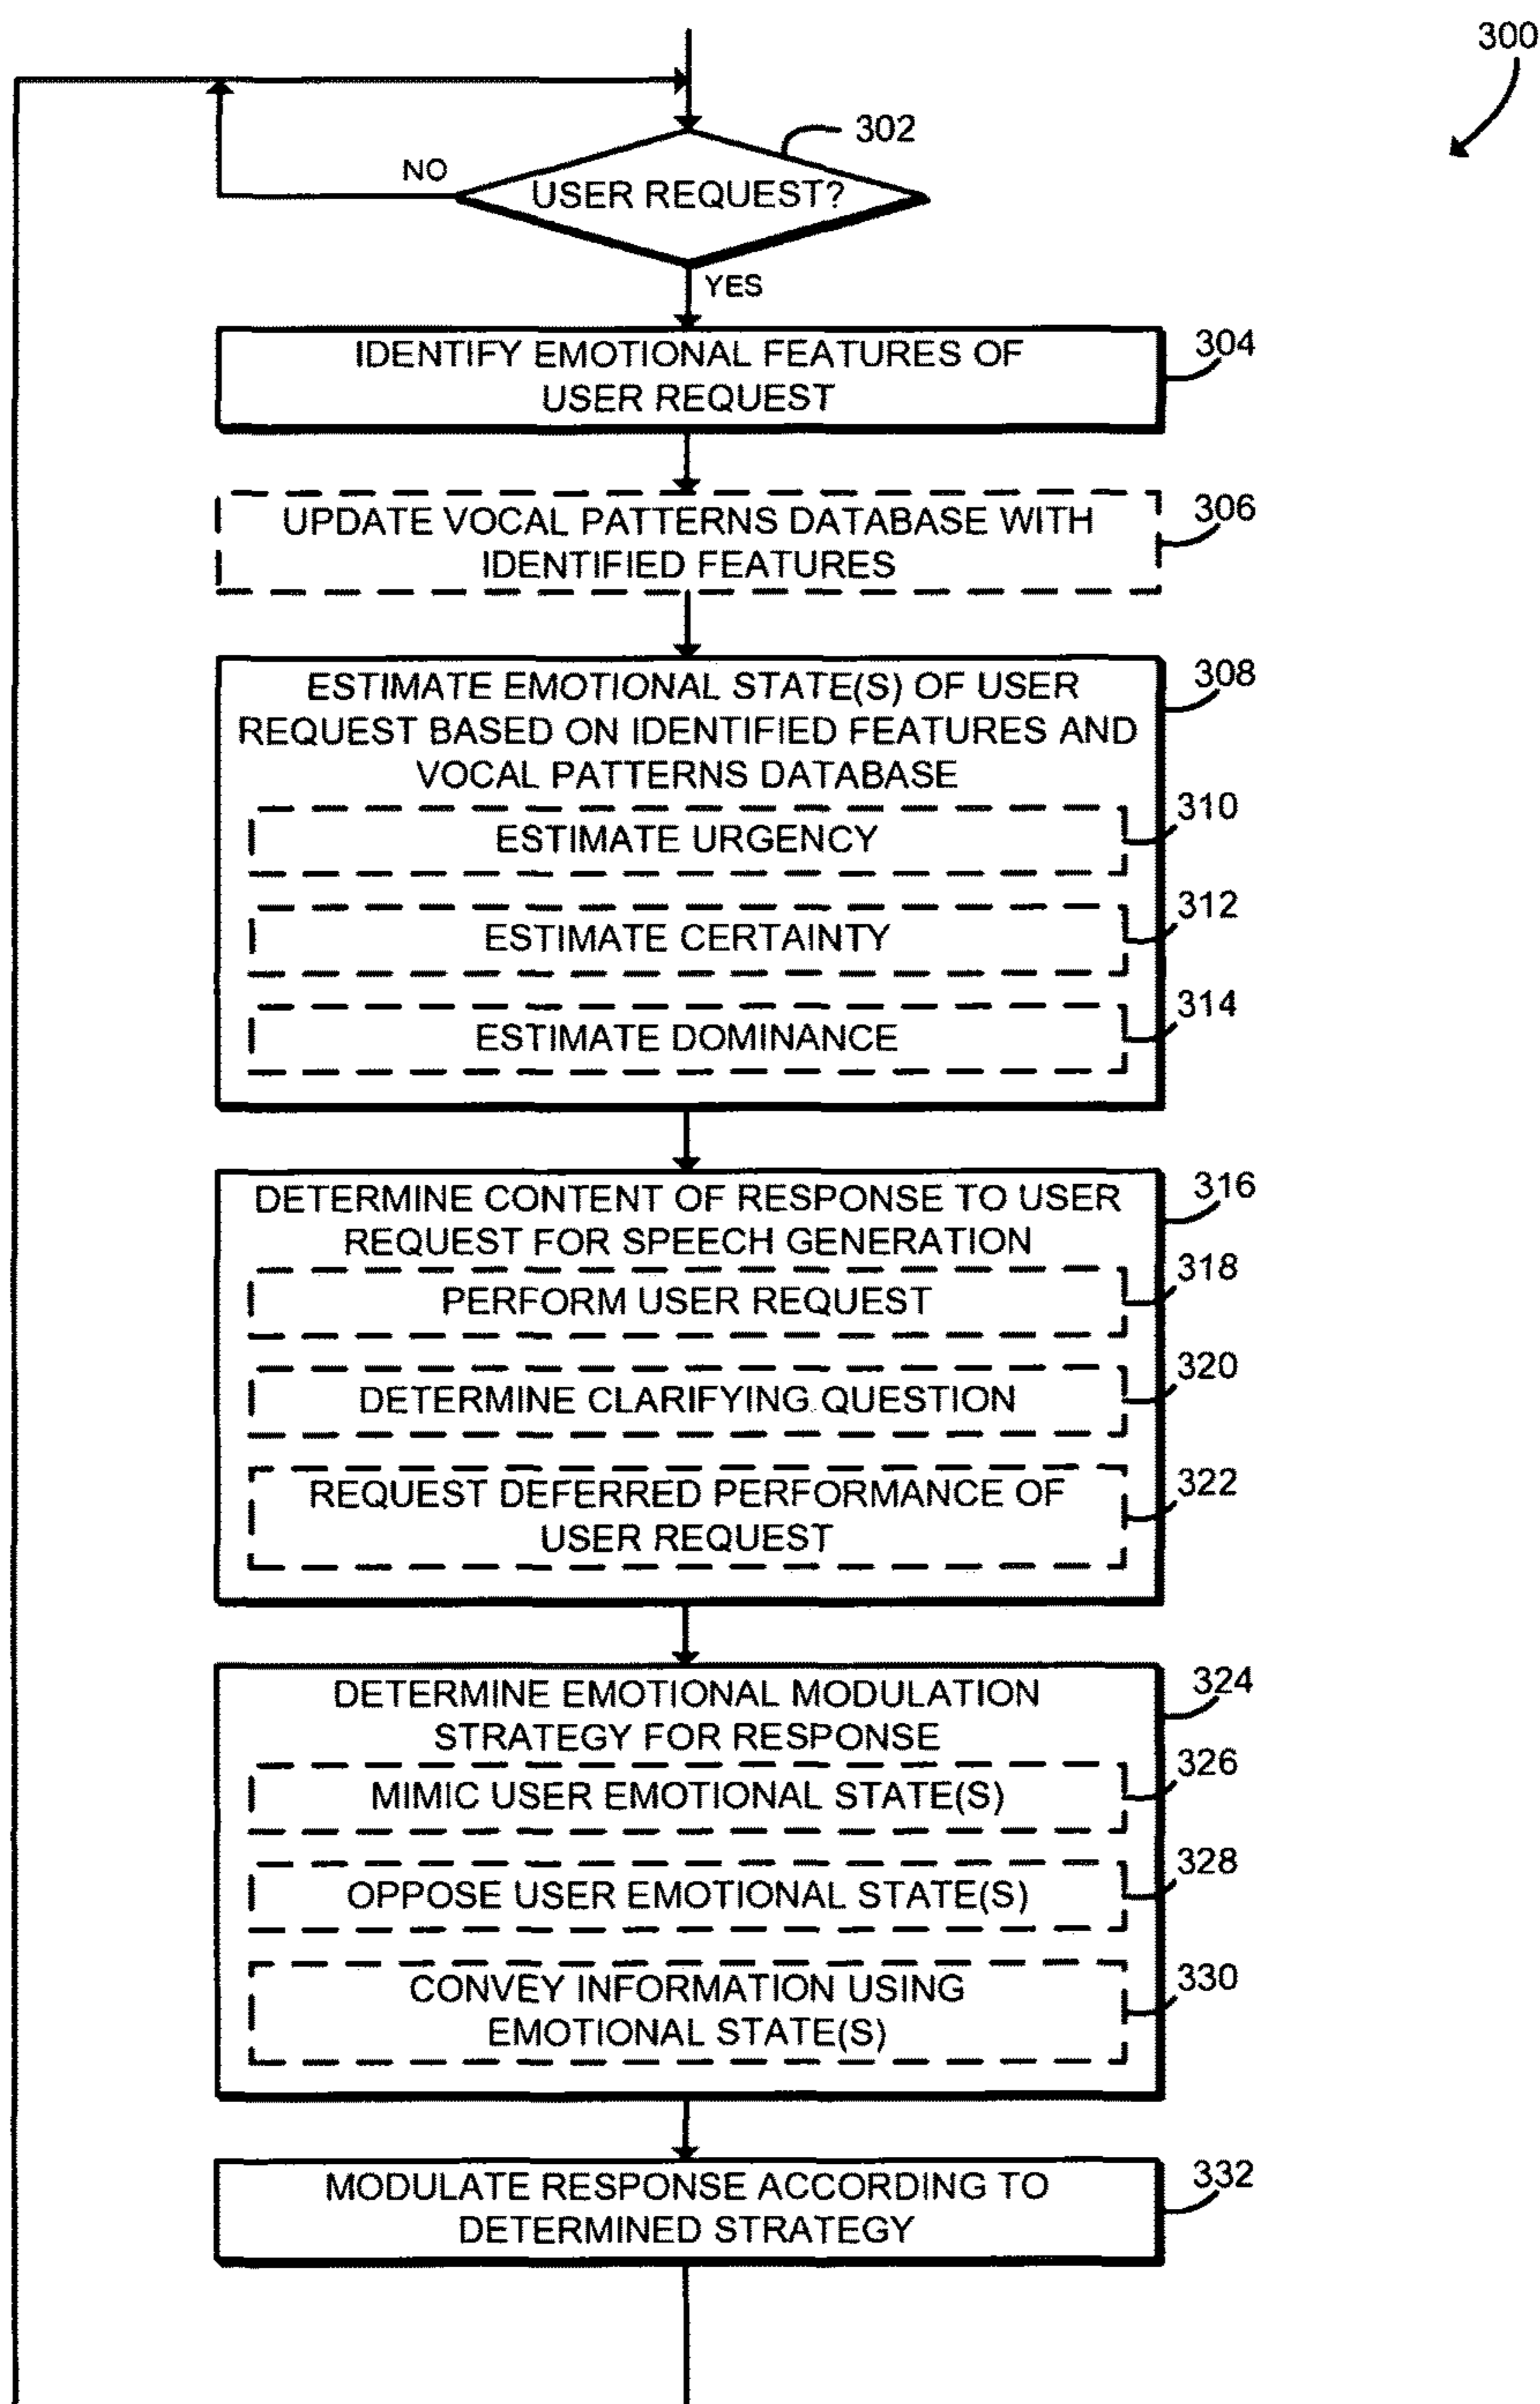 300
302
NO
USER REQUEST?
YES
IDENTIFY EMOTIONAL FEATURES OF
USER REQUEST
304
UPDATE VOCAL PATTERNS DATABASE WITH
IDENTIFIED FEATURES
306
ESTIMATE EMOTIONAL STATE(S) OF USER
REQUEST BASED ON IDENTIFIED FEATURES AND
VOCAL PATTERNS DATABASE
308
ESTIMATE URGENCY
310
ESTIMATE CERTAINTY
312
ESTIMATE DOMINANCE
314
DETERMINE CONTENT OF RESPONSE TO USER
REQUEST FOR SPEECH GENERATION
316
PERFORM USER REQUEST
318
DETERMINE CLARIFYING QUESTION
320
REQUEST DEFERRED PERFORMANCE OF
USER REQUEST
322
DETERMINE EMOTIONAL MODULATION
STRATEGY FOR RESPONSE
324
MIMIC USER EMOTIONAL STATE(S)
326
OPPOSE USER EMOTIONAL STATE(S)
328
CONVEY INFORMATION USING
EMOTIONAL STATE(S)
330
MODULATE RESPONSE ACCORDING TO
DETERMINED STRATEGY
332